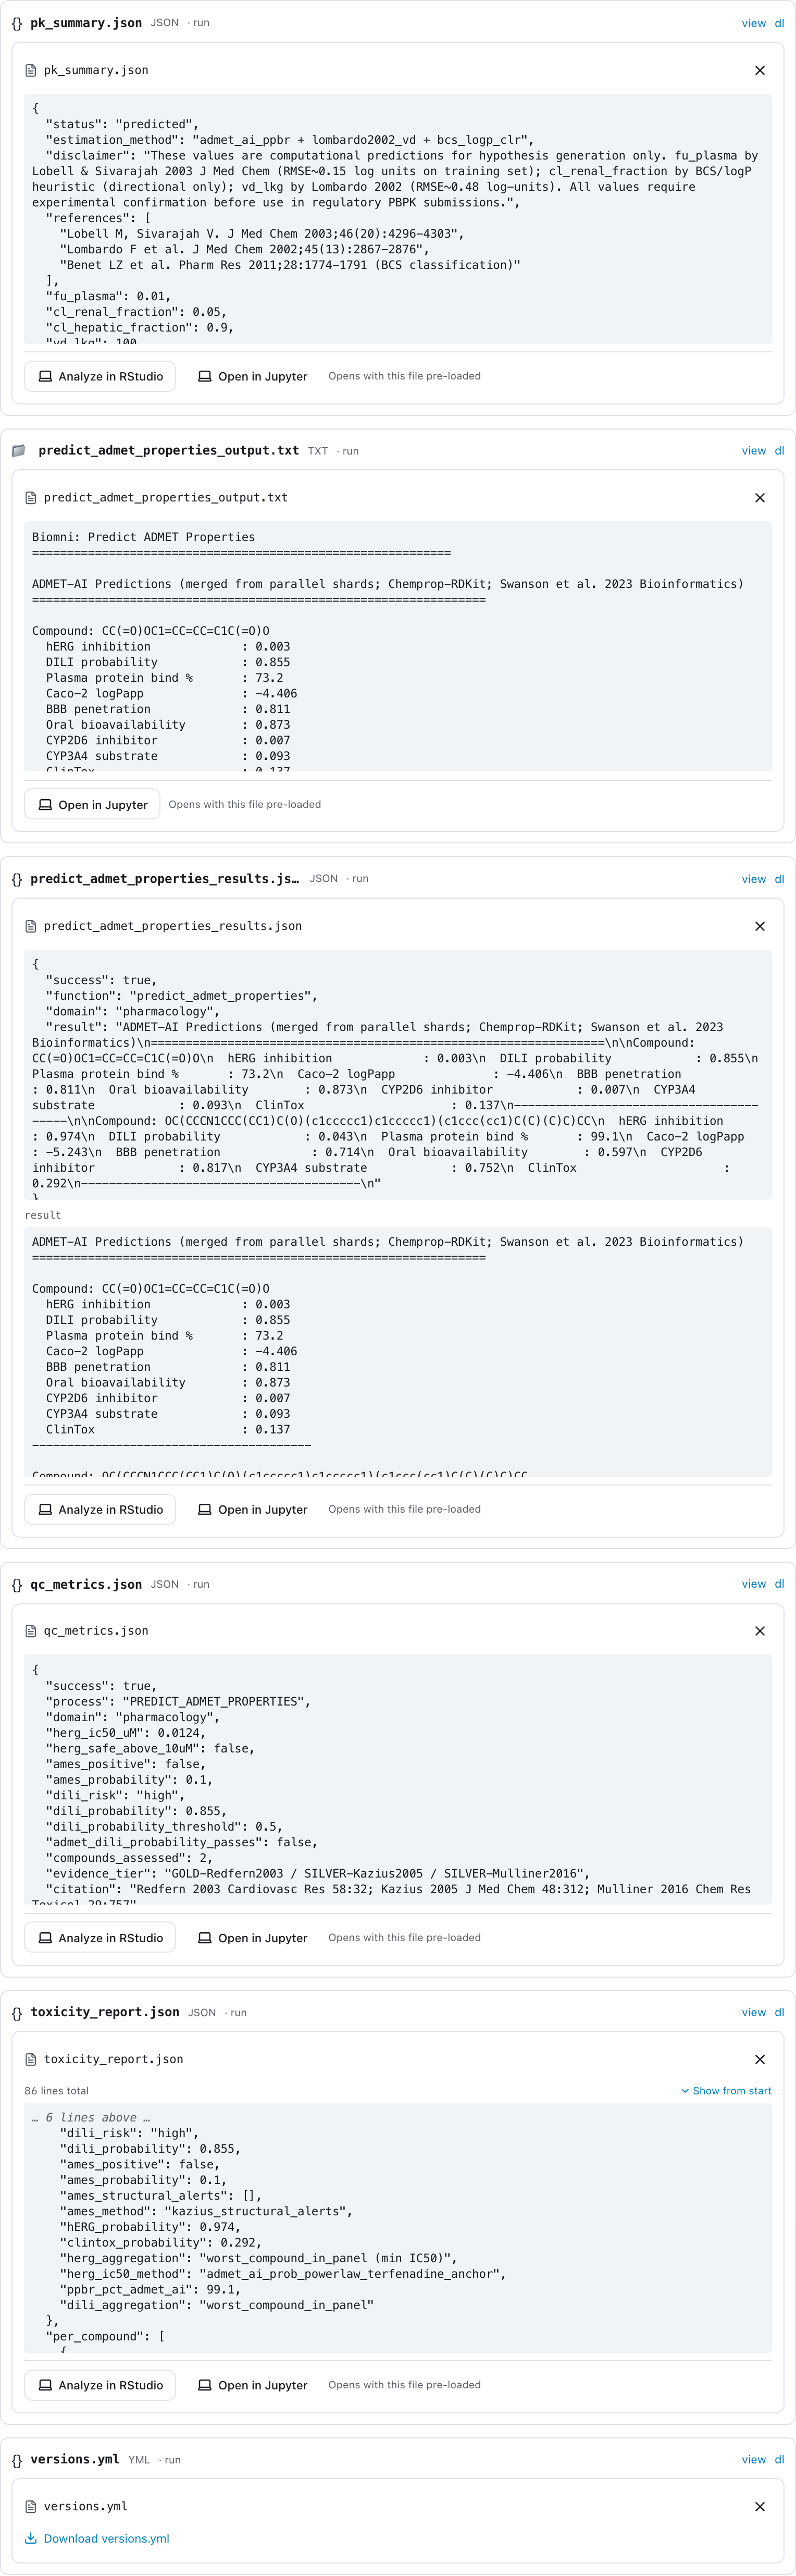 {} pk_summary.json JSON · run view dl
pk_summary.json
{
  "status": "predicted",
  "estimation_method": "admet_ai_ppbr + lombardo2002_vd + bcs_logp_clr",
  "disclaimer": "These values are computational predictions for hypothesis generation only. fu_plasma by
Lobell & Sivarajah 2003 J Med Chem (RMSE~0.15 log units on training set); cl_renal_fraction by BCS/logP
heuristic (directional only); vd_lkg by Lombardo 2002 (RMSE~0.48 log-units). All values require
experimental confirmation before use in regulatory PBPK submissions.",
  "references": [
    "Lobell M, Sivarajah V. J Med Chem 2003;46(20):4296-4303",
    "Lombardo F et al. J Med Chem 2002;45(13):2867-2876",
    "Benet LZ et al. Pharm Res 2011;28:1774-1791 (BCS classification)"
  ],
  "fu_plasma": 0.01,
  "cl_renal_fraction": 0.05,
  "cl_hepatic_fraction": 0.9,
  "vd_lkg": 100
Analyze in RStudio Open in Jupyter Opens with this file pre-loaded
predict_admet_properties_output.txt TXT · run view dl
predict_admet_properties_output.txt
Biomni: Predict ADMET Properties
============================================================
ADMET-AI Predictions (merged from parallel shards; Chemprop-RDKit; Swanson et al. 2023 Bioinformatics)
=================================================================
Compound: CC(=O)OC1=CC=CC=C1C(=O)O
  hERG inhibition             : 0.003
  DILI probability            : 0.855
  Plasma protein bind %       : 73.2
  Caco-2 logPapp              : -4.406
  BBB penetration             : 0.811
  Oral bioavailability        : 0.873
  CYP2D6 inhibitor            : 0.007
  CYP3A4 substrate            : 0.093
  ClinTox                     : 0.137
Open in Jupyter Opens with this file pre-loaded
{} predict_admet_properties_results.js… JSON · run view dl
predict_admet_properties_results.json
{
  "success": true,
  "function": "predict_admet_properties",
  "domain": "pharmacology",
  "result": "ADMET-AI Predictions (merged from parallel shards; Chemprop-RDKit; Swanson et al. 2023
Bioinformatics)\n=================================================================\n\nCompound:
CC(=O)OC1=CC=CC=C1C(=O)O\n  hERG inhibition             : 0.003\n  DILI probability            : 0.855\n
Plasma protein bind %       : 73.2\n  Caco-2 logPapp              : -4.406\n  BBB penetration
: 0.811\n  Oral bioavailability        : 0.873\n  CYP2D6 inhibitor            : 0.007\n  CYP3A4
substrate            : 0.093\n  ClinTox                     : 0.137\n-----------------------------------
-----\n\nCompound: OC(CCCN1CCC(CC1)C(O)(c1ccccc1)c1ccccc1)(c1ccc(cc1)C(C)(C)C)CC\n  hERG inhibition
: 0.974\n  DILI probability            : 0.043\n  Plasma protein bind %       : 99.1\n  Caco-2 logPapp
: -5.243\n  BBB penetration             : 0.714\n  Oral bioavailability        : 0.597\n  CYP2D6
inhibitor            : 0.817\n  CYP3A4 substrate            : 0.752\n  ClinTox                     :
0.292\n----------------------------------------\n"
}
result
ADMET-AI Predictions (merged from parallel shards; Chemprop-RDKit; Swanson et al. 2023 Bioinformatics)
=================================================================
Compound: CC(=O)OC1=CC=CC=C1C(=O)O
  hERG inhibition             : 0.003
  DILI probability            : 0.855
  Plasma protein bind %       : 73.2
  Caco-2 logPapp              : -4.406
  BBB penetration             : 0.811
  Oral bioavailability        : 0.873
  CYP2D6 inhibitor            : 0.007
  CYP3A4 substrate            : 0.093
  ClinTox                     : 0.137
----------------------------------------
Compound: OC(CCCN1CCC(CC1)C(O)(c1ccccc1)c1ccccc1)(c1ccc(cc1)C(C)(C)C)CC
Analyze in RStudio Open in Jupyter Opens with this file pre-loaded
{} qc_metrics.json JSON · run view dl
qc_metrics.json
{
  "success": true,
  "process": "PREDICT_ADMET_PROPERTIES",
  "domain": "pharmacology",
  "herg_ic50_uM": 0.0124,
  "herg_safe_above_10uM": false,
  "ames_positive": false,
  "ames_probability": 0.1,
  "dili_risk": "high",
  "dili_probability": 0.855,
  "dili_probability_threshold": 0.5,
  "admet_dili_probability_passes": false,
  "compounds_assessed": 2,
  "evidence_tier": "GOLD-Redfern2003 / SILVER-Kazius2005 / SILVER-Mulliner2016",
  "citation": "Redfern 2003 Cardiovasc Res 58:32; Kazius 2005 J Med Chem 48:312; Mulliner 2016 Chem Res
Toxicol 29:757"
Analyze in RStudio Open in Jupyter Opens with this file pre-loaded
{} toxicity_report.json JSON · run view dl
toxicity_report.json
86 lines total Show from start
… 6 lines above …
    "dili_risk": "high",
    "dili_probability": 0.855,
    "ames_positive": false,
    "ames_probability": 0.1,
    "ames_structural_alerts": [],
    "ames_method": "kazius_structural_alerts",
    "hERG_probability": 0.974,
    "clintox_probability": 0.292,
    "herg_aggregation": "worst_compound_in_panel (min IC50)",
    "herg_ic50_method": "admet_ai_prob_powerlaw_terfenadine_anchor",
    "ppbr_pct_admet_ai": 99.1,
    "dili_aggregation": "worst_compound_in_panel"
  },
  "per_compound": [
    {
Analyze in RStudio Open in Jupyter Opens with this file pre-loaded
{} versions.yml YML · run view dl
versions.yml
Download versions.yml